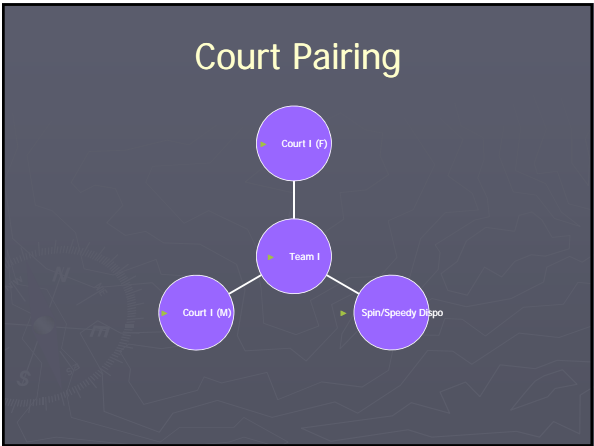 Court Pairing
► Court I (F)
► Team I
► Court I (M)
► Spin/Speedy Dispo
N
m
S